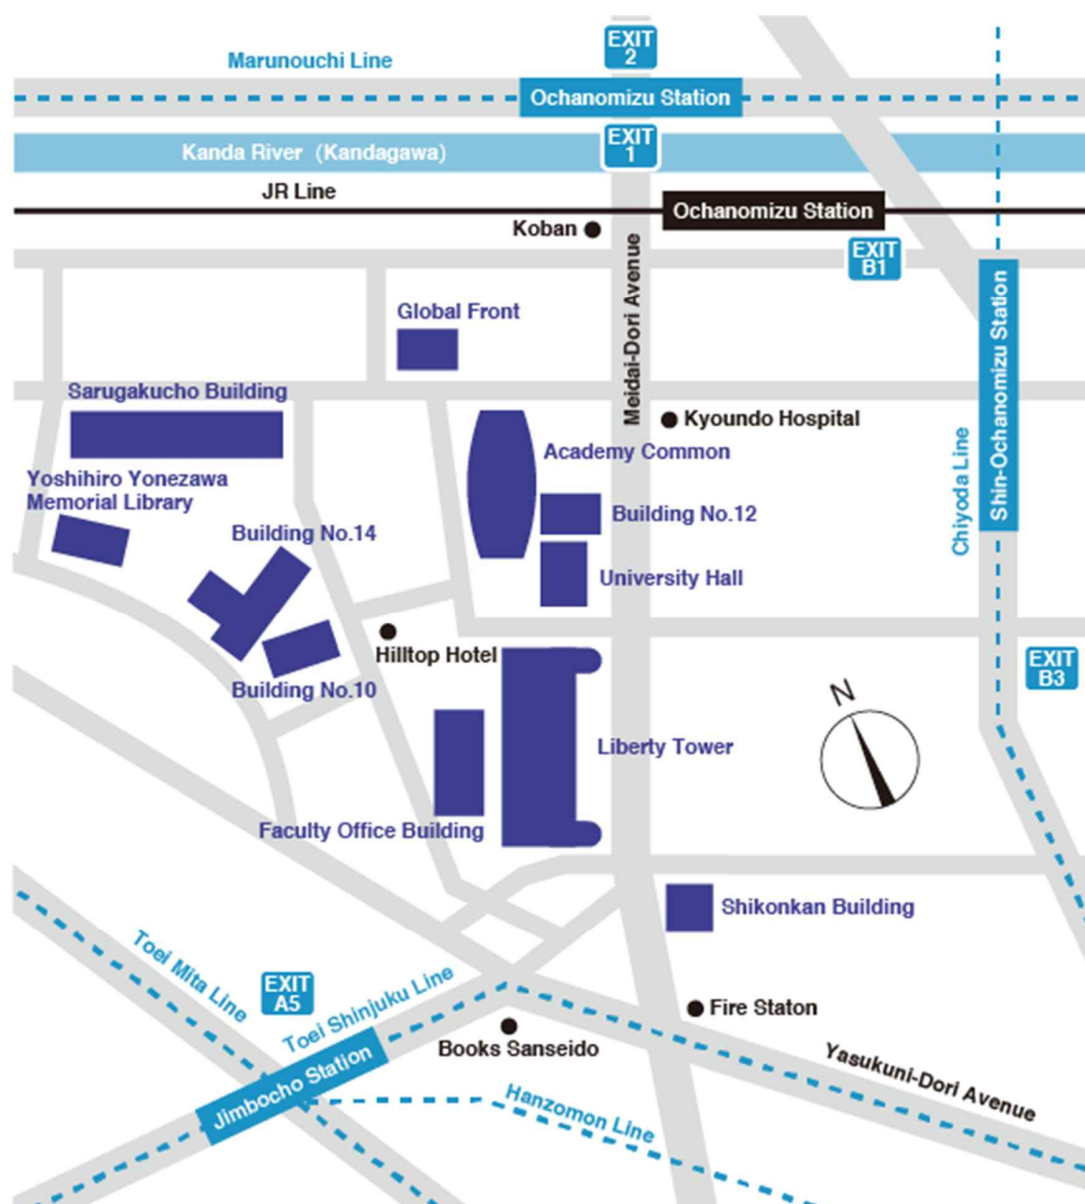 EXIT
2
Marunouchi Line
Ochanomizu Station
EXIT
1
Kanda River (Kandagawa)
JR Line
Ochanomizu Station
Koban
EXIT
B1
Meidai-Dori Avenue
Shin-Ochanomizu Station
Global Front
Sarugakucho Building
Kyoundo Hospital
Academy Common
Chiyoda Line
Yoshihiro Yonezawa
Memorial Library
Building No.12
Building No.14
University Hall
Hilltop Hotel
EXIT
B3
Building No.10
N
Liberty Tower
Faculty Office Building
Shikonkan Building
Toei Mita Line
EXIT
A5
Toei Shinjuku Line
Fire Staton
Books Sanseido
Jimbocho Station
Yasukuni-Dori Avenue
Hanzomon Line